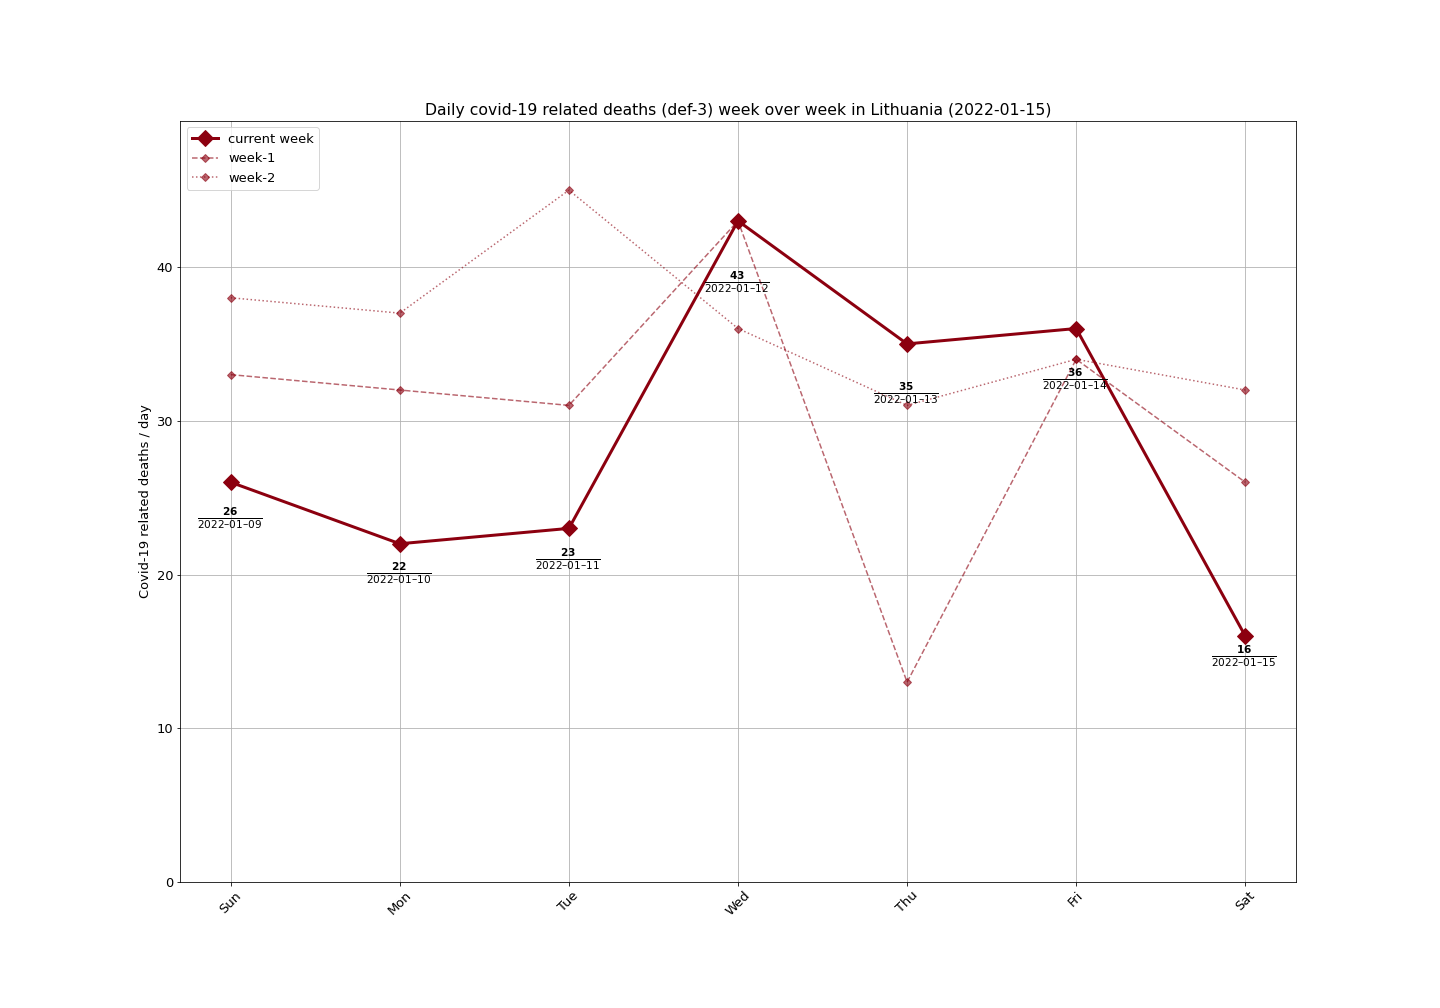 Daily covid-19 related deaths (def-3) week over week in Lithuania (2022-01-15)
current week
week-1
week-2
Covid-19 related deaths / day
40
30
20
10
0
26
2022–01–09
22
2022–01–10
23
2022–01–11
43
2022–01–12
35
2022–01–13
36
2022–01–14
16
2022–01–15
Sun
Mon
Tue
Wed
Thu
Fri
Sat